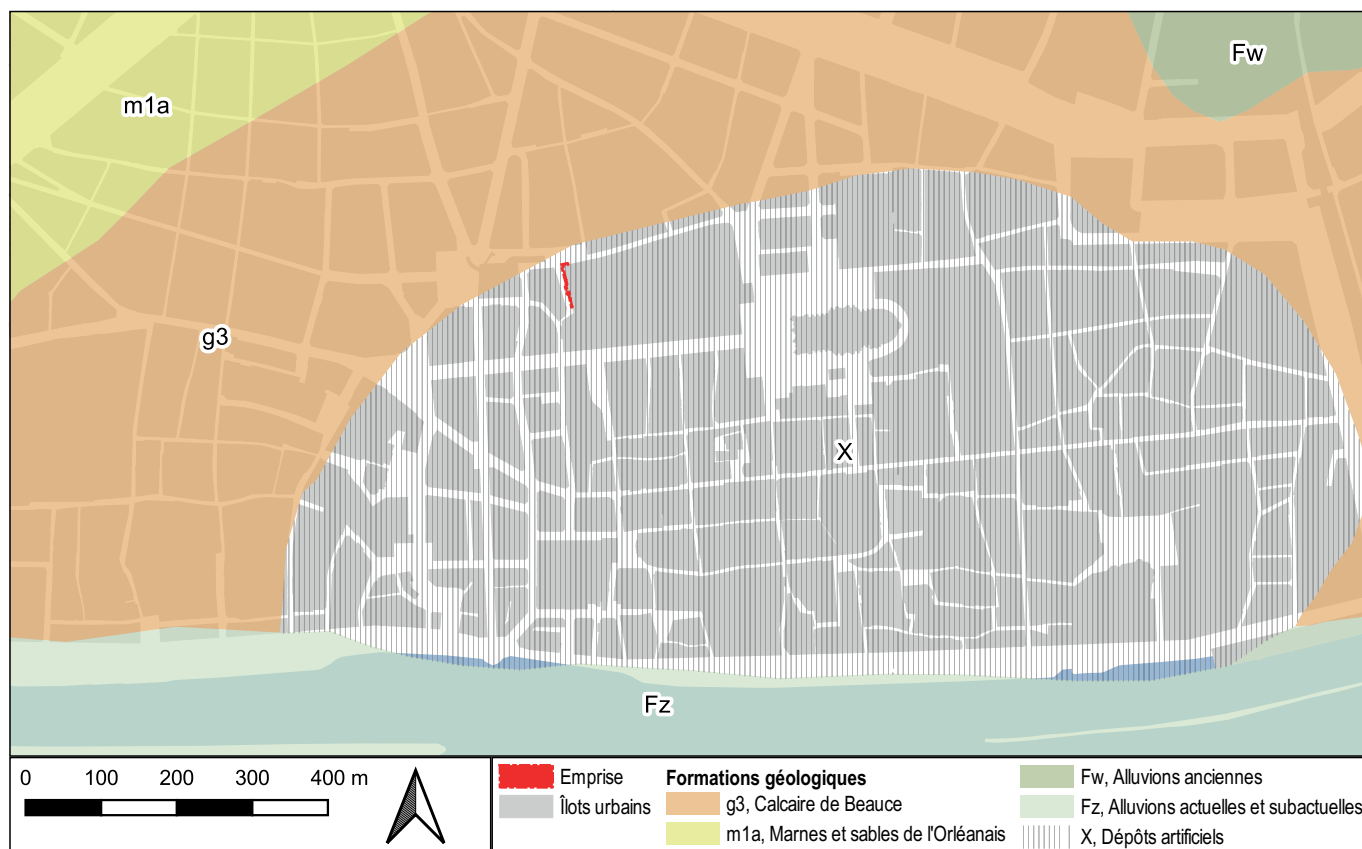 Fw
m1a
g3
X
Fz
0 100 200 300 400 m
Emprise
Îlots urbains
Formations géologiques
g3, Calcaire de Beauce
m1a, Marnes et sables de l'Orléanais
Fw, Alluvions anciennes
Fz, Alluvions actuelles et subactuelles
X, Dépôts artificiels